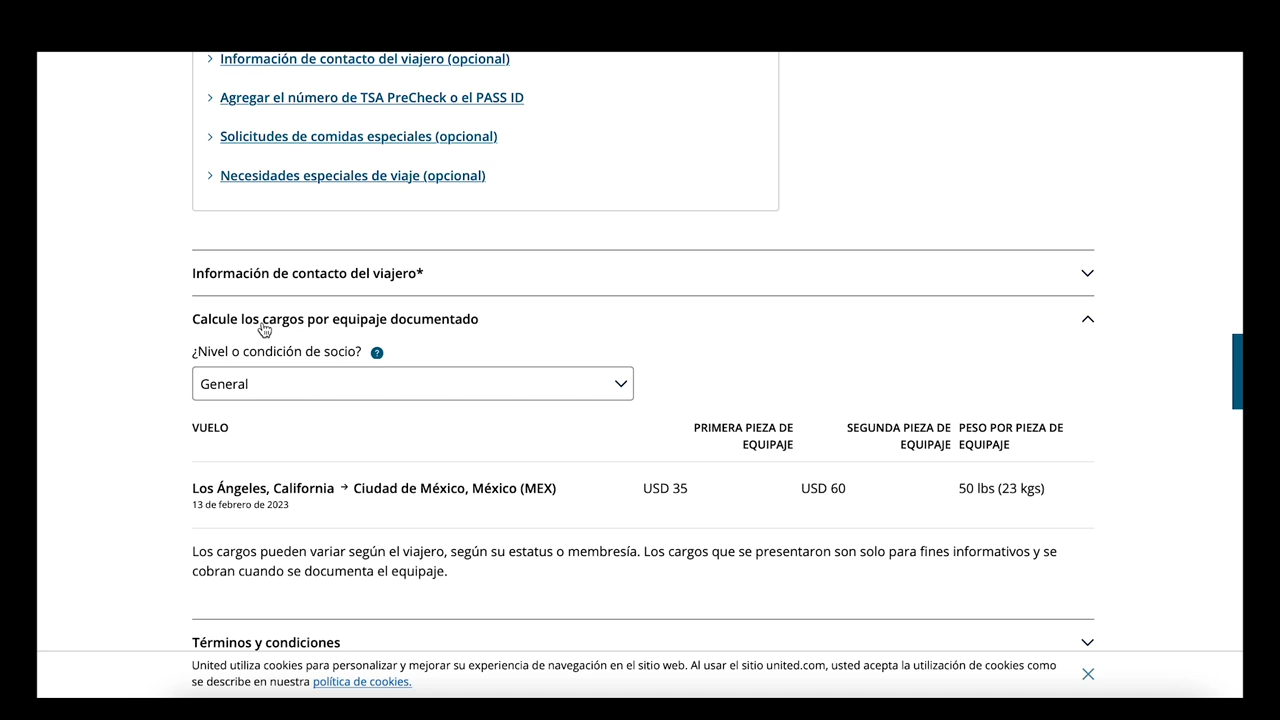 Información de contacto del viajero (opcional)
Agregar el número de TSA PreCheck o el PASS ID
Solicitudes de comidas especiales (opcional)
Necesidades especiales de viaje (opcional)
Información de contacto del viajero*
Calcule los cargos por equipaje documentado
¿Nivel o condición de socio? ?
General
VUELO
PRIMERA PIEZA DE
EQUIPAJE
SEGUNDA PIEZA DE
EQUIPAJE
PESO POR PIEZA DE
EQUIPAJE
Los Ángeles, California → Ciudad de México, México (MEX)
13 de febrero de 2023
USD 35
USD 60
50 lbs (23 kgs)
Los cargos pueden variar según el viajero, según su estatus o membresía. Los cargos que se presentaron son solo para fines informativos y se
cobran cuando se documenta el equipaje.
Términos y condiciones
United utiliza cookies para personalizar y mejorar su experiencia de navegación en el sitio web. Al usar el sitio united.com, usted acepta la utilización de cookies como
se describe en nuestra política de cookies.